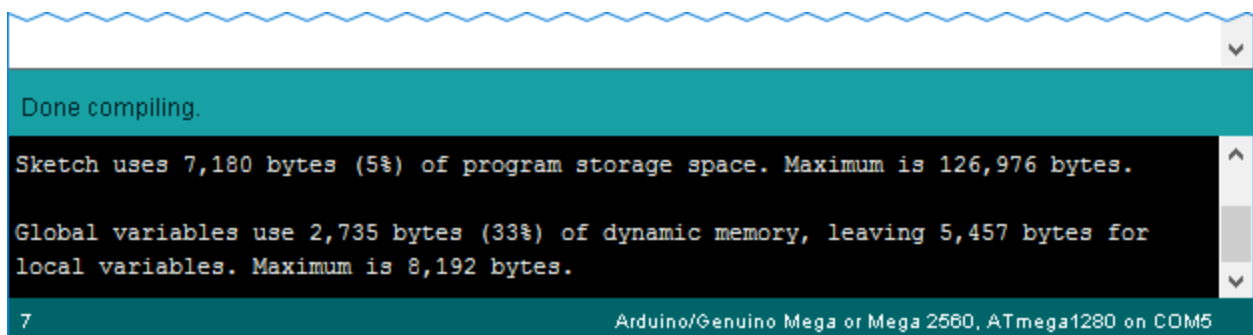 Done compiling.
Sketch uses 7,180 bytes (5%) of program storage space. Maximum is 126,976 bytes.
Global variables use 2,735 bytes (33%) of dynamic memory, leaving 5,457 bytes for
local variables. Maximum is 8,192 bytes.
7 Arduino/Genuino Mega or Mega 2560, ATmega1280 on COM5